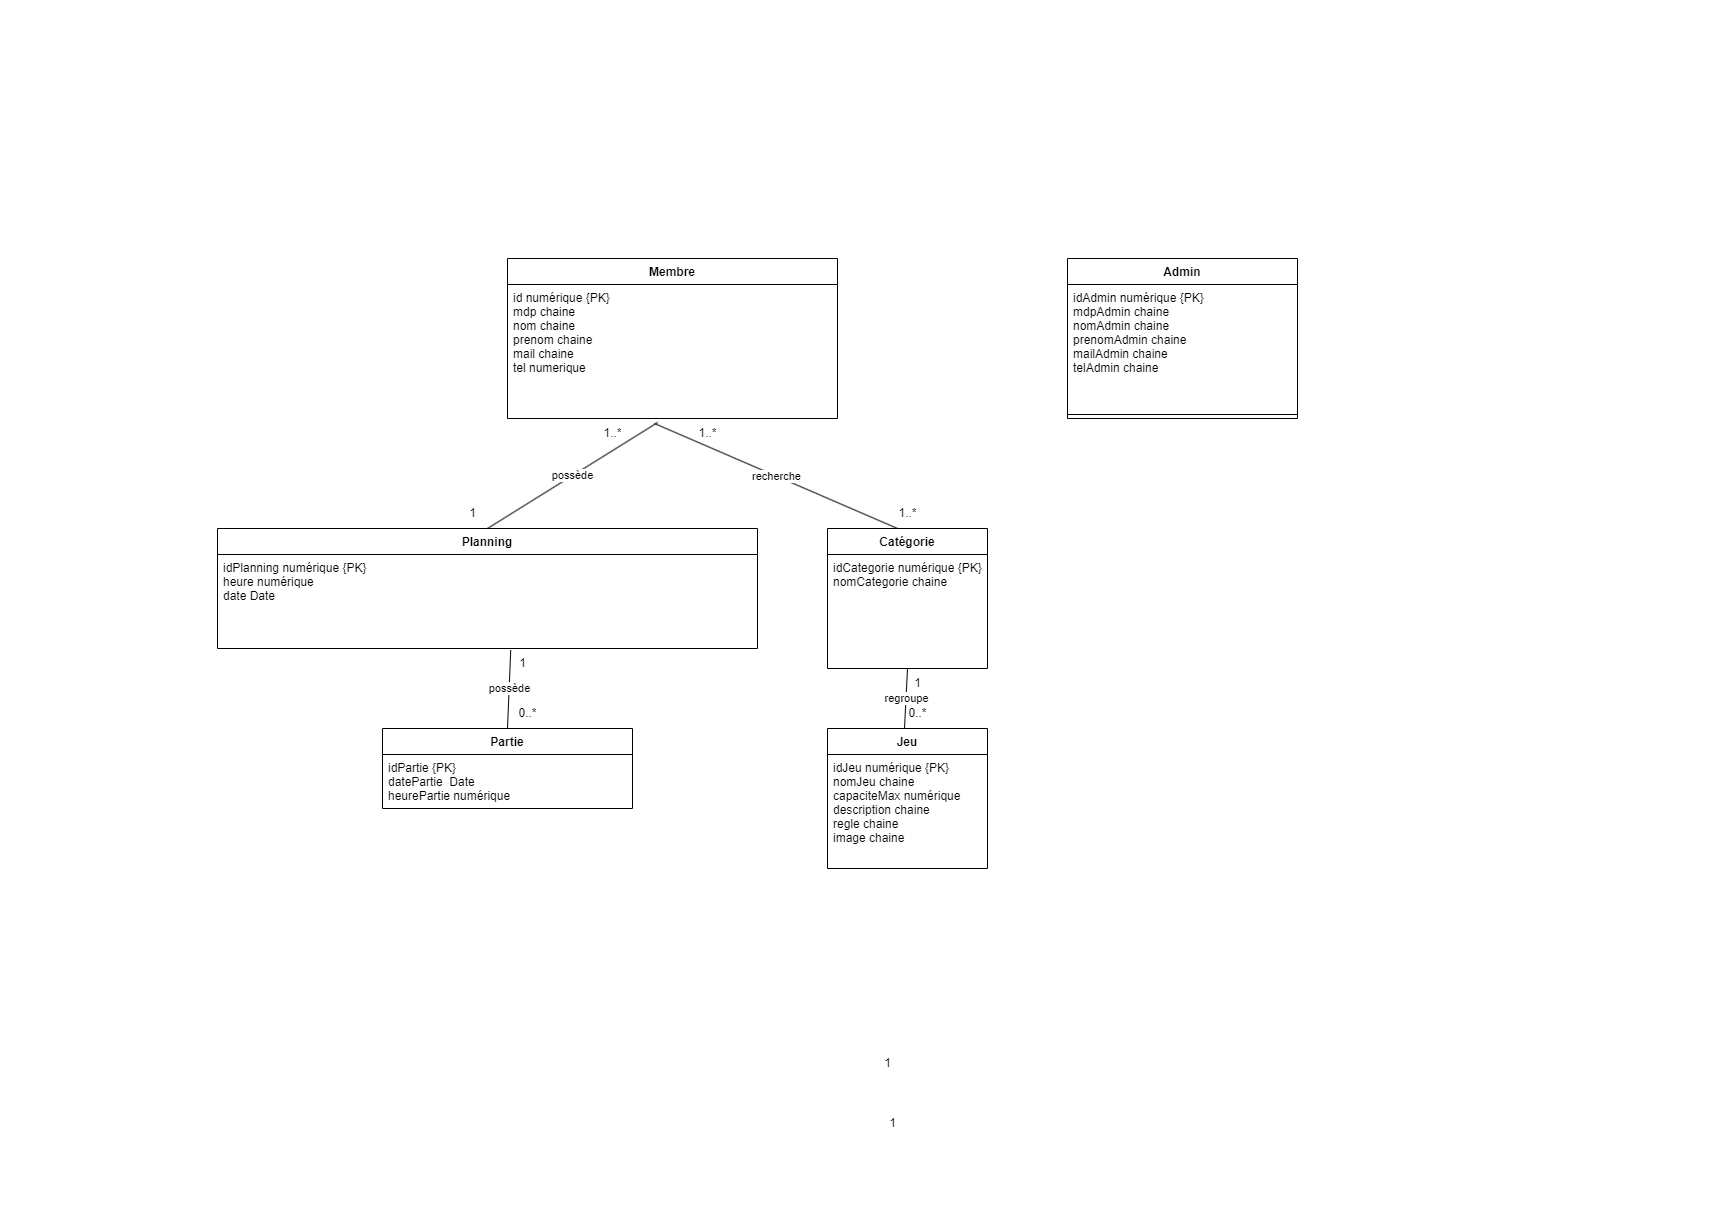 Membre
id numérique {PK}
mdp chaine
nom chaine
prenom chaine
mail chaine
tel numerique
Admin
idAdmin numérique {PK}
mdpAdmin chaine
nomAdmin chaine
prenomAdmin chaine
mailAdmin chaine
telAdmin chaine
1..*
1..*
possède
recherche
1
1..*
Planning
idPlanning numérique {PK}
heure numérique
date Date
Catégorie
idCategorie numérique {PK}
nomCategorie chaine
1
possède
0..*
1
regroupe
0..*
Partie
idPartie {PK}
datePartie  Date
heurePartie numérique
Jeu
idJeu numérique {PK}
nomJeu chaine
capaciteMax numérique
description chaine
regle chaine
image chaine
1
1